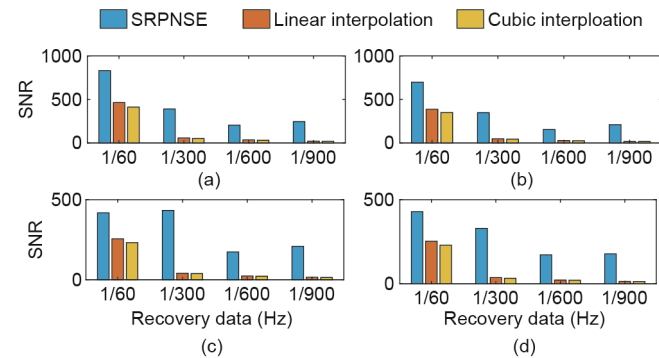 SRPNSE Linear interpolation Cubic interploation
1000 1000
SNR 500 500
0 0
1/60 1/300 1/600 1/900 1/60 1/300 1/600 1/900
(a) (b)
500 500
SNR
0 0
1/60 1/300 1/600 1/900 1/60 1/300 1/600 1/900
Recovery data (Hz) Recovery data (Hz)
(c) (d)